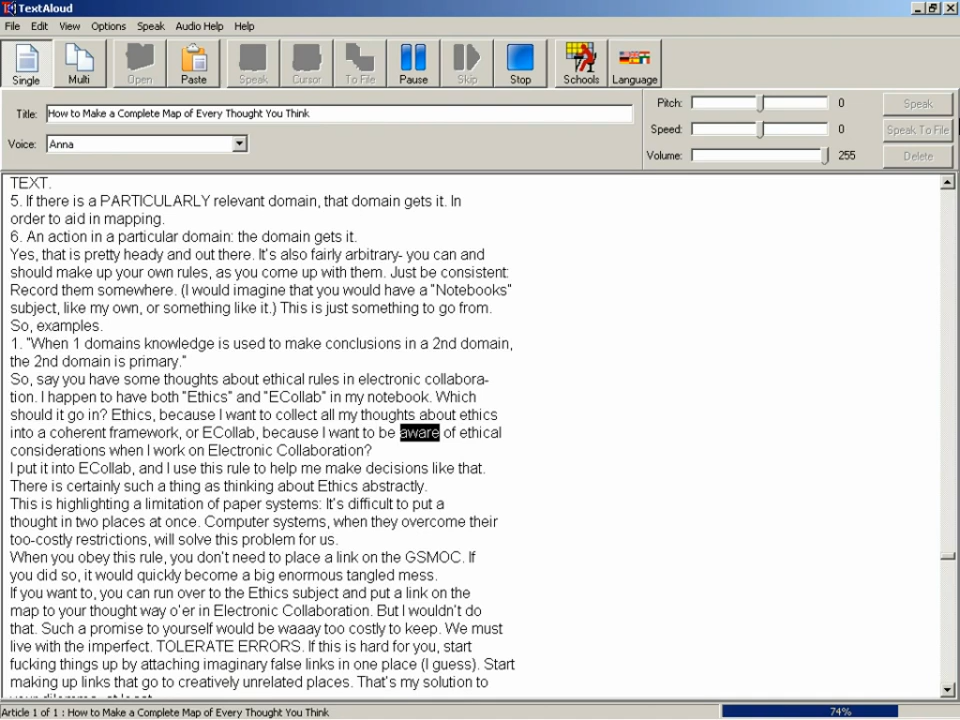 TextAloud
File Edit View Options Speak Audio Help Help
Single Multi Open Paste Speak Cursor To File Pause Skip Stop Schools Language
Title: How to Make a Complete Map of Every Thought You Think
Voice: Anna
Pitch: 0 Speak
Speed: 0 Speak To File
Volume: 255 Delete
TEXT.
5. If there is a PARTICULARLY relevant domain, that domain gets it. In
order to aid in mapping.
6. An action in a particular domain: the domain gets it.
Yes, that is pretty heady and out there. It's also fairly arbitrary- you can and
should make up your own rules, as you come up with them. Just be consistent:
Record them somewhere. (I would imagine that you would have a "Notebooks"
subject, like my own, or something like it.) This is just something to go from.
So, examples.
1. "When 1 domains knowledge is used to make conclusions in a 2nd domain,
the 2nd domain is primary."
So, say you have some thoughts about ethical rules in electronic collabora-
tion. I happen to have both "Ethics" and "ECollab" in my notebook. Which
should it go in? Ethics, because I want to collect all my thoughts about ethics
into a coherent framework, or ECollab, because I want to be aware of ethical
considerations when I work on Electronic Collaboration?
I put it into ECollab, and I use this rule to help me make decisions like that.
There is certainly such a thing as thinking about Ethics abstractly.
This is highlighting a limitation of paper systems: It's difficult to put a
thought in two places at once. Computer systems, when they overcome their
too-costly restrictions, will solve this problem for us.
When you obey this rule, you don't need to place a link on the GSMOC. If
you did so, it would quickly become a big enormous tangled mess.
If you want to, you can run over to the Ethics subject and put a link on the
map to your thought way o'er in Electronic Collaboration. But I wouldn't do
that. Such a promise to yourself would be waaay too costly to keep. We must
live with the imperfect. TOLERATE ERRORS. If this is hard for you, start
fucking things up by attaching imaginary false links in one place (I guess). Start
making up links that go to creatively unrelated places. That's my solution to
your dilemma, at least.
Article 1 of 1 : How to Make a Complete Map of Every Thought You Think 74%